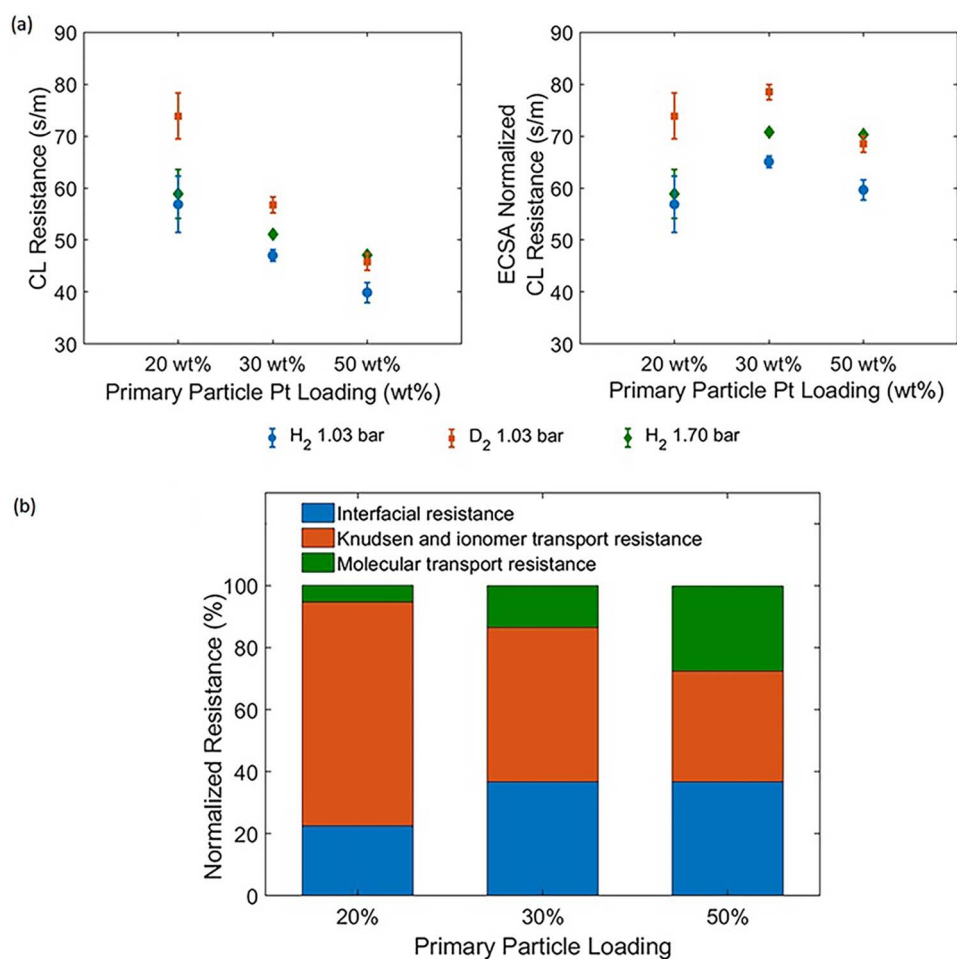 (a)
90
80
70
60
50
40
30
CL Resistance (s/m)
20 wt% 30 wt% 50 wt%
Primary Particle Pt Loading (wt%)
90
80
70
60
50
40
30
ECSA Normalized
CL Resistance (s/m)
20 wt% 30 wt% 50 wt%
Primary Particle Pt Loading (wt%)
H2 1.03 bar D2 1.03 bar H2 1.70 bar
(b)
Interfacial resistance
Knudsen and ionomer transport resistance
Molecular transport resistance
100
80
60
40
20
0
Normalized Resistance (%)
20% 30% 50%
Primary Particle Loading